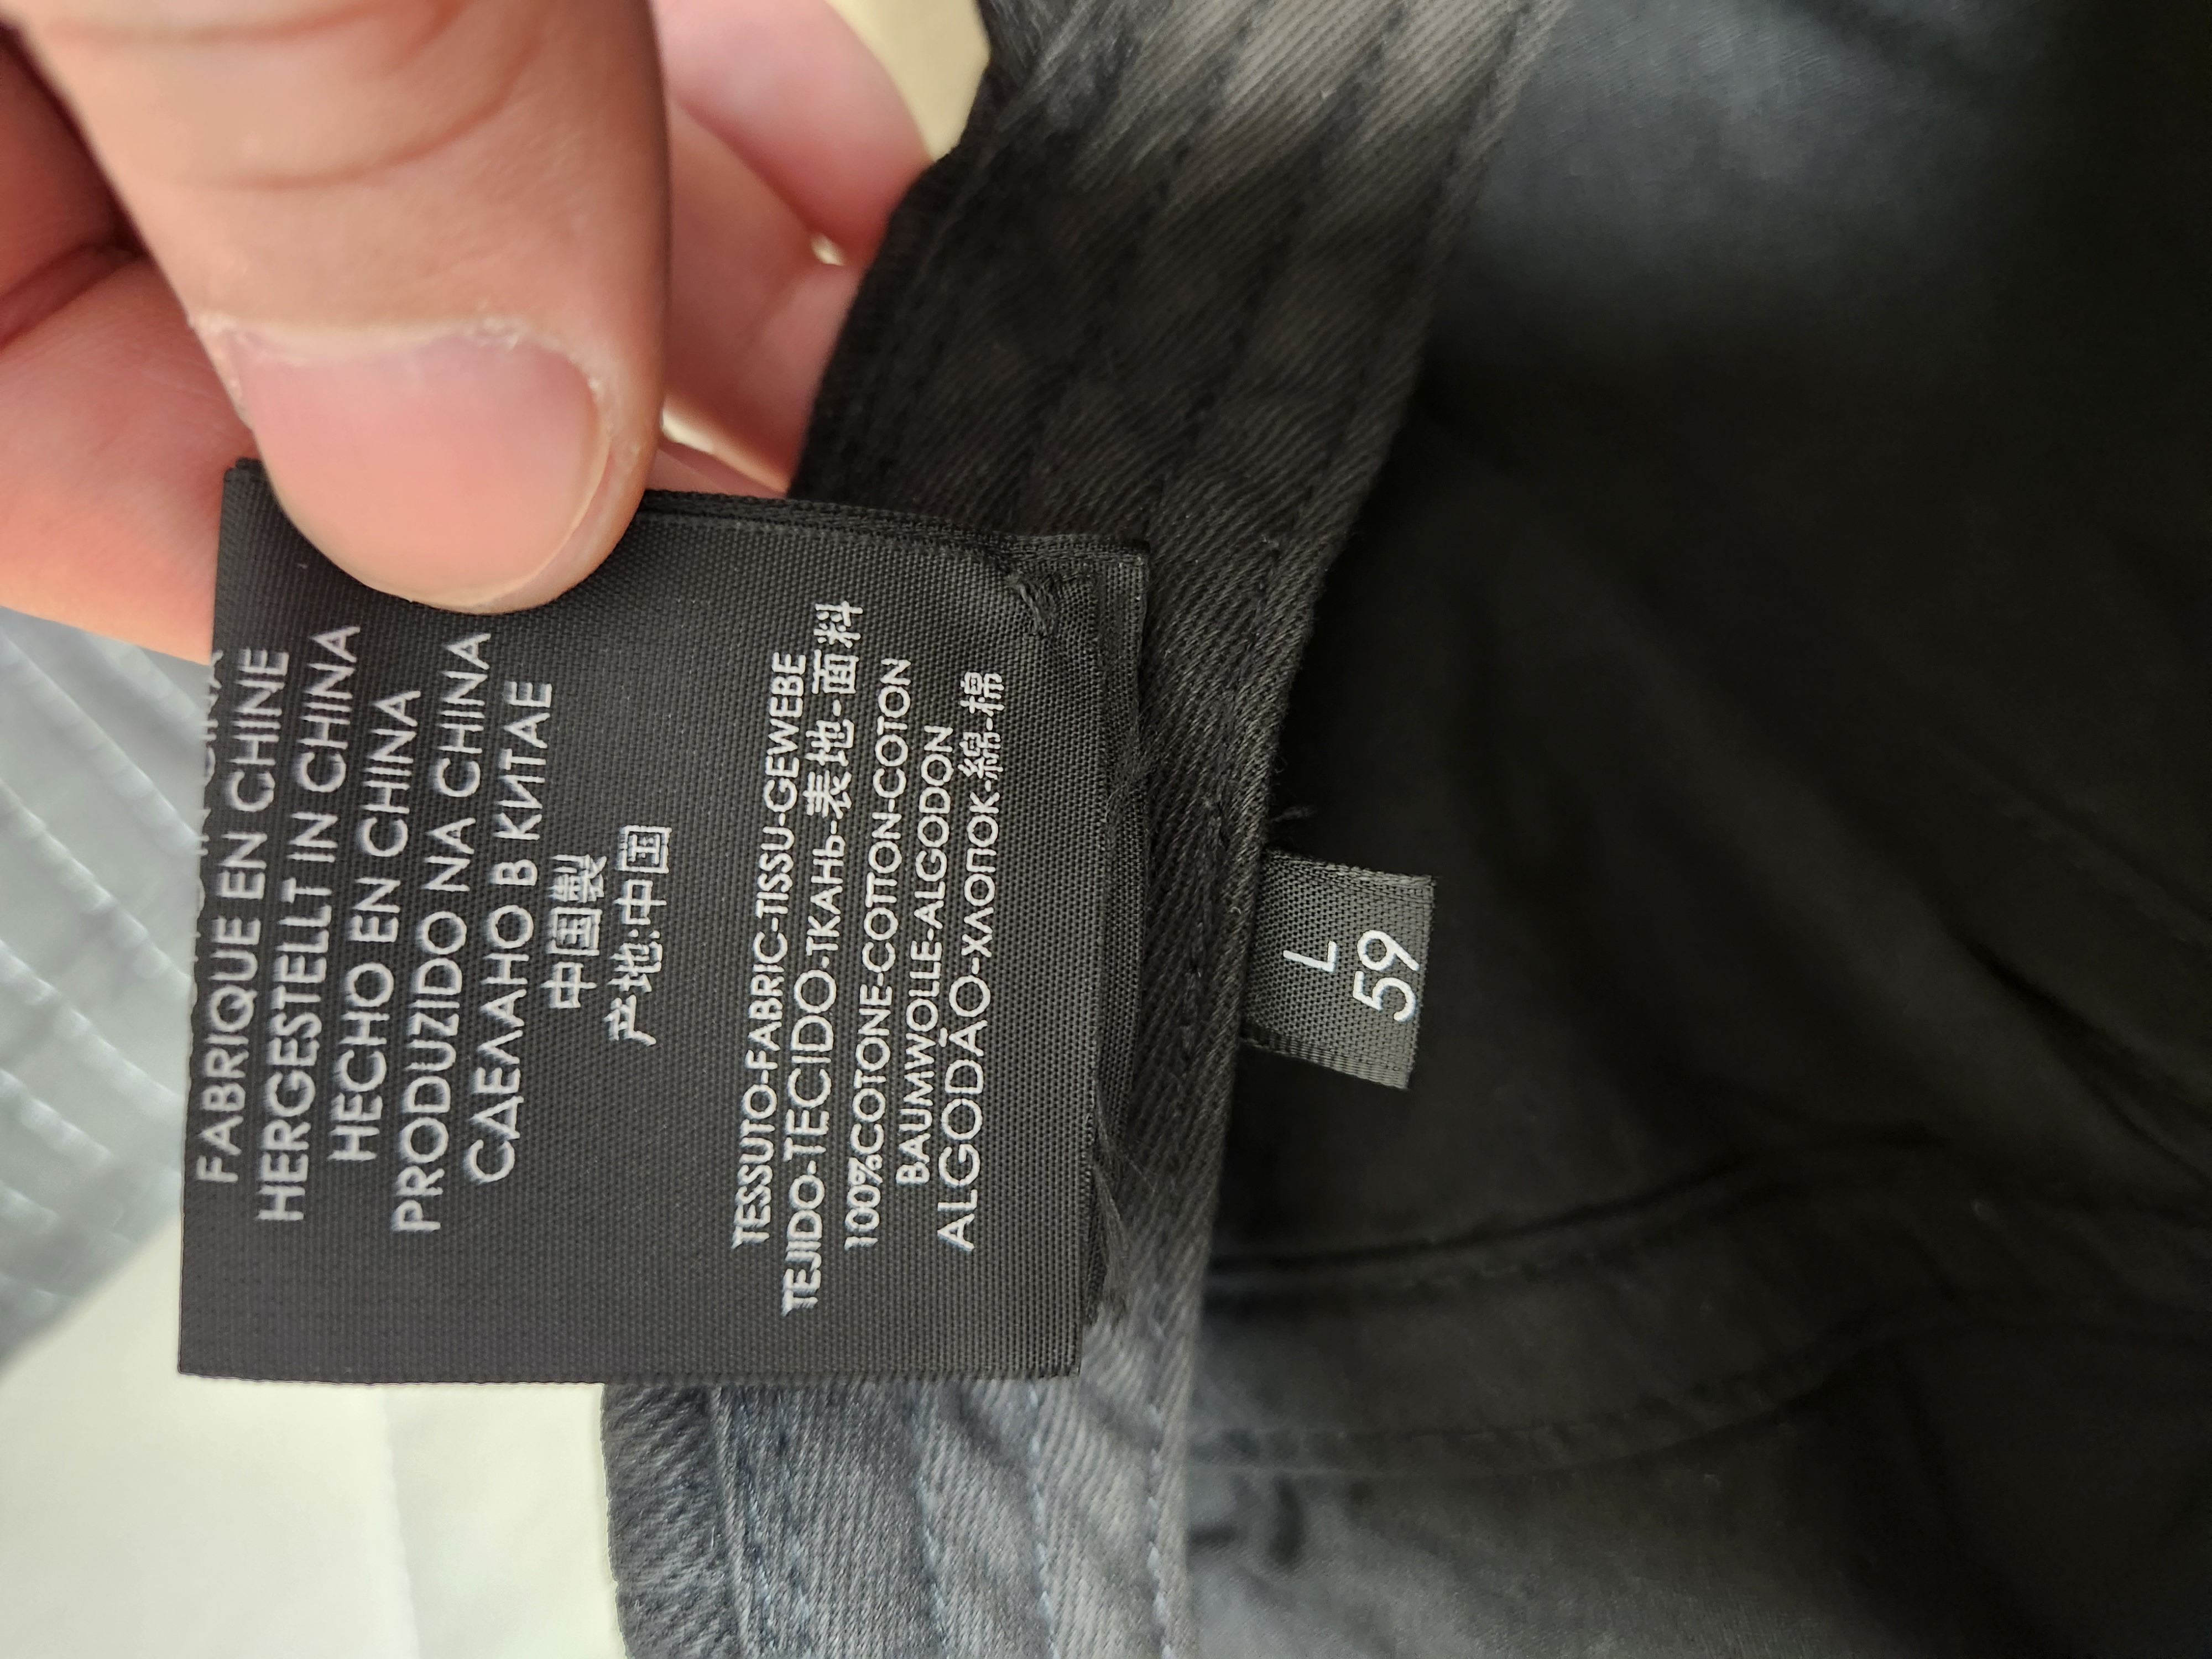 FABRIQUE EN CHINE
HERGESTELLT IN CHINA
HECHO EN CHINA
PRODUZIDO NA CHINA
СДЕЛАНО В КИТАЕ
中国製
产地:中国
TESSUTO-FABRIC-TISSU-GEWEBE
TEJIDO-TECIDO-ТКАНЬ-表地-面料
100%COTONE-COTTON-COTON
BAUMWOLLE-ALGODON
ALGODÃO-ХЛОПОК-綿-棉
L
59